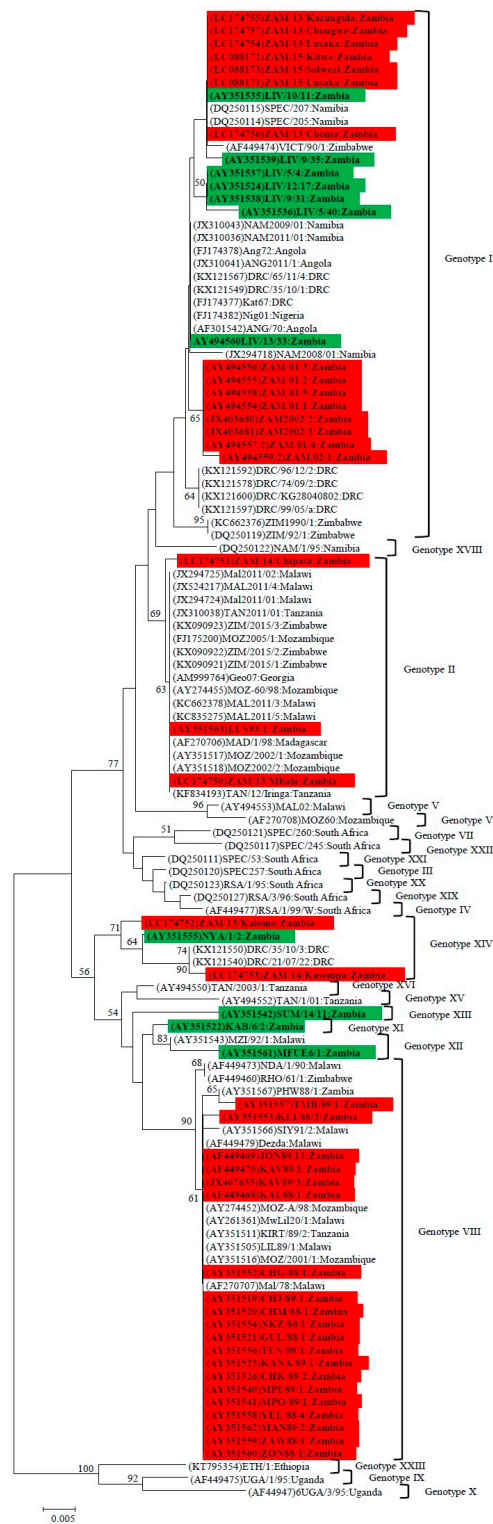 (LC174755)ZAM/13/Kazungula:Zambia
(LC174757)ZAM/13/Chongwe:Zambia
(LC174754)ZAM/13/Lusaka:Zambia
(LC088172)ZAM/15/Kitwe:Zambia
(LC088173)ZAM/15/Solwezi:Zambia
(LC088171)ZAM/15/Lusaka:Zambia
(AY351535)LIV/10/11:Zambia
(DQ250115)SPEC/207:Namibia
(DQ250114)SPEC/205:Namibia
(LC174756)ZAM/13/Choma:Zambia
(AF449474)VICT/90/1:Zimbabwe
(AY351539)LIV/9/35:Zambia
(AY351537)LIV/5/4:Zambia
50
(AY351524)LIV/12/17:Zambia
(AY351538)LIV/9/31:Zambia
(AY351536)LIV/5/40:Zambia
(JX310043)NAM2009/01:Namibia
(JX310036)NAM2011/01:Namibia
(FJ174378)Ang72:Angola
Genotype I
(JX310041)ANG2011/1:Angola
(KX121567)DRC/65/11/4:DRC
(KX121549)DRC/35/10/1:DRC
(FJ174377)Kat67:DRC
(FJ174382)Nig01:Nigeria
(AF301542)ANG/70:Angola
AY494560LIV/13/33:Zambia
(JX294718)NAM2008/01:Namibia
(AY494556)ZAM/01/3:Zambia
(AY494555)ZAM/01/2:Zambia
(AY494558)ZAM/01/5:Zambia
(AY494554)ZAM/01/1:Zambia
65
(JX403680)ZAM2002/2:Zambia
(JX403681)ZAM2002/3:Zambia
(AY494557.2)ZAM/01/4:Zambia
(AY494559.2)ZAM/02/1:Zambia
(KX121592)DRC/96/12/2:DRC
(KX121578)DRC/74/09/2:DRC
64
(KX121600)DRC/KG28040802:DRC
(KX121597)DRC/99/05/a:DRC
95
(KC662376)ZIM1990/1:Zimbabwe
(DQ250119)ZIM/92/1:Zimbabwe
(DQ250122)NAM/1/95:Namibia
Genotype XVIII
(LC174751)ZAM/14/Chipata:Zambia
(JX294725)Mal2011/02:Malawi
(JX524217)MAL2011/4:Malawi
(JX294724)Mal2011/01:Malawi
69
(JX310038)TAN2011/01:Tanzania
(KX090923)ZIM/2015/3:Zimbabwe
(FJ175200)MOZ2005/1:Mozambique
(KX090922)ZIM/2015/2:Zimbabwe
(KX090921)ZIM/2015/1:Zimbabwe
Genotype II
(AM999764)Geo07:Georgia
63
(AY274455)MOZ-60/98:Mozambique
(KC662378)MAL2011/3:Malawi
(KC835275)MAL2011/5:Malawi
(AY351563)LUS93/1:Zambia
(AF270706)MAD/1/98:Madagascar
(AY351517)MOZ/2002/1:Mozambique
77
(AY351518)MOZ2002/2:Mozambique
(LC174750)ZAM/13/Mbala:Zambia
(KF834193)TAN/12/Iringa:Tanzania
96
(AY494553)MAL02:Malawi
Genotype V
(AF270708)MOZ60:Mozambique
Genotype V
51
(DQ250121)SPEC/260:South Africa
Genotype VII
(DQ250117)SPEC/245:South Africa
Genotype XXII
(DQ250111)SPEC/53:South Africa
Genotype XXI
(DQ250120)SPEC257:South Africa
Genotype III
(DQ250123)RSA/1/95:South Africa
Genotype XX
(DQ250127)RSA/3/96:South Africa
Genotype XIX
(AF449477)RSA/1/99/W:South Africa
Genotype IV
71
(LC174752)ZAM/13/Kalomo:Zambia
64
(AY351555)NYA/1/2:Zambia
Genotype XIV
74
(KX121550)DRC/35/10/3:DRC
(KX121540)DRC/21/07/22:DRC
90
(LC174753)ZAM/14/Kasempa:Zambia
56
(AY494550)TAN/2003/1:Tanzania
Genotype XVI
(AY494552)TAN/1/01:Tanzania
Genotype XV
54
(AY351542)SUM/14/11:Zambia
Genotype XIII
(AY351522)KAB/6/2:Zambia
Genotype XI
83
(AY351543)MZI/92/1:Malawi
Genotype XII
(AY351561)MFUE6/1:Zambia
68
(AF449473)NDA/1/90:Malawi
(AF449460)RHO/61/1:Zimbabwe
65
(AY351567)PHW88/1:Zambia
(AY351557)TMB/89/1:Zambia
90
(AY351553)KLI/88/2:Zambia
(AY351566)SIY91/2:Malawi
(AF449479)Dezda:Malawi
(AF449469)JON89/13:Zambia
(AF449470)KAV89/1:Zambia
(JX467635)KAV89/3:Zambia
61
(AF449468)KAL88/1:Zambia
(AY274452)MOZ-A/98:Mozambique
(AY261361)MwLil20/1:Malawi
(AY351511)KIRT/89/2:Tanzania
Genotype VIII
(AY351505)LIL89/1:Malawi
(AY351516)MOZ/2001/1:Mozambique
(AY351552)CHG/88/1:Zambia
(AF270707)Mal/78:Malawi
(AY351519)CHJ/89/1:Zambia
(AY351520)CHM/88/1:Zambia
(AY351554)NKZ/88/1:Zambia
(AY351521)GUL/88/1:Zambia
(AY351556)TEN/89/1:Zambia
(AY351523)KANA/89/1:Zambia
(AY351526)CHK/89/2:Zambia
(AY351540)MPI/89/1:Zambia
(AY351541)MPO/89/1:Zambia
(AY351558)YEL/88/4:Zambia
(AY351562)MAN89/2:Zambia
(AY351559)ZAW88/1:Zambia
(AY351560)ZON88/1:Zambia
100
(KT795354)ETH/1:Ethiopia
Genotype XXIII
92
(AF449475)UGA/1/95:Uganda
Genotype IX
(AF44947)6UGA/3/95:Uganda
Genotype X
0.005